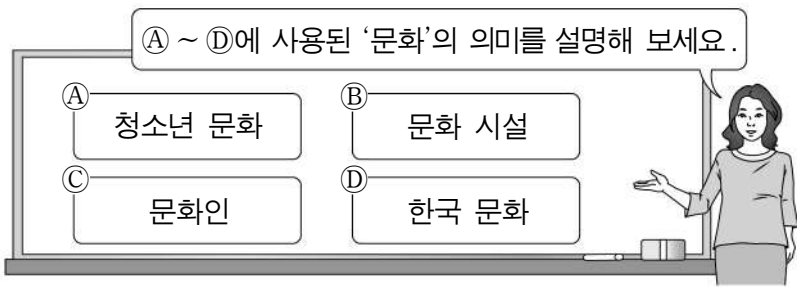 Ⓐ ~ Ⓓ에 사용된 ‘문화’의 의미를 설명해 보세요.
Ⓐ 청소년 문화
Ⓑ 문화 시설
Ⓒ 문화인
Ⓓ 한국 문화